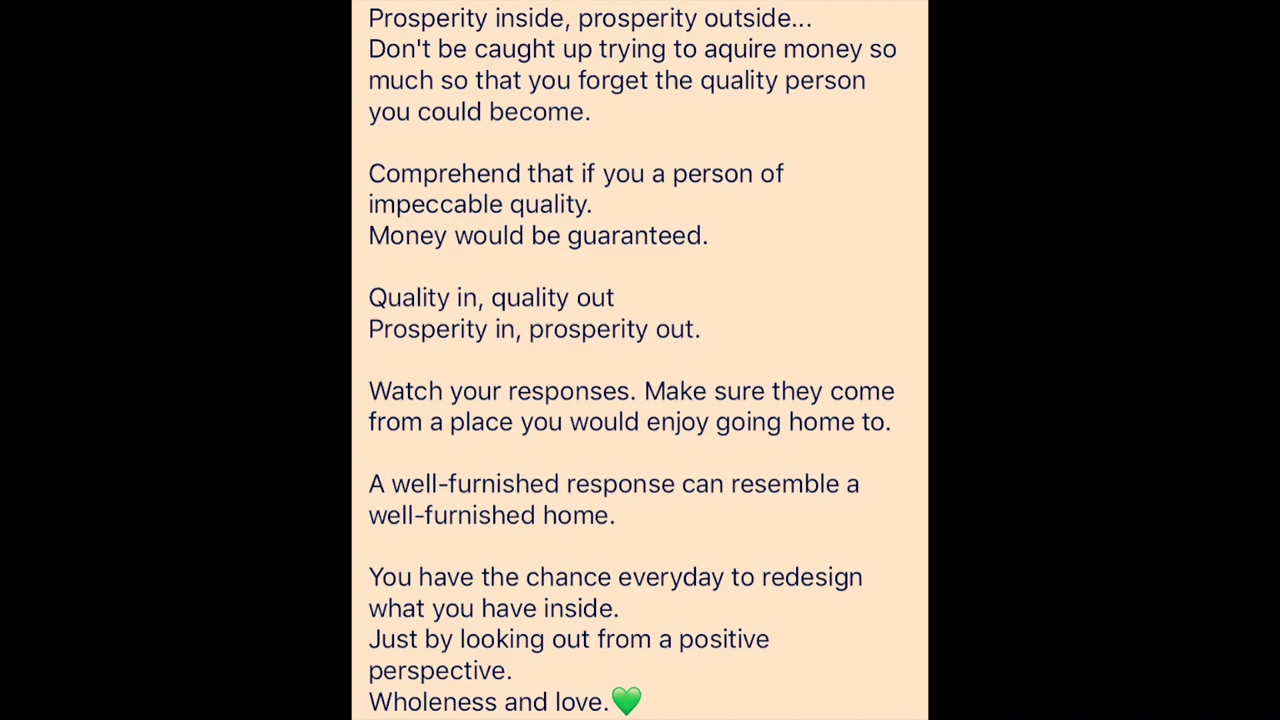 Prosperity inside, prosperity outside...
Don't be caught up trying to aquire money so
much so that you forget the quality person
you could become.
Comprehend that if you a person of
impeccable quality.
Money would be guaranteed.
Quality in, quality out
Prosperity in, prosperity out.
Watch your responses. Make sure they come
from a place you would enjoy going home to.
A well-furnished response can resemble a
well-furnished home.
You have the chance everyday to redesign
what you have inside.
Just by looking out from a positive
perspective.
Wholeness and love.💚